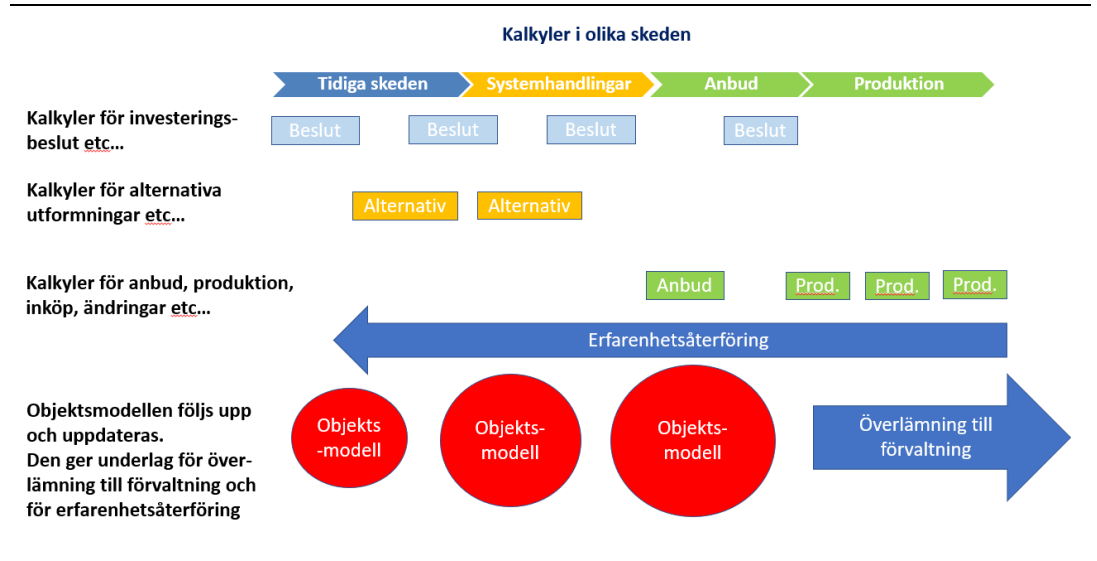 Kalkyler i olika skeden
Tidiga skeden
Systemhandlingar
Anbud
Produktion
Kalkyler för investerings-
beslut etc...
Beslut
Beslut
Beslut
Beslut
Kalkyler för alternativa
utformningar etc...
Alternativ
Alternativ
Kalkyler för anbud, produktion,
inköp, ändringar etc...
Anbud
Prod.
Prod.
Prod.
Erfarenhetsåterföring
Objektsmodellen följs upp
och uppdateras.
Den ger underlag för över-
lämning till förvaltning och
för erfarenhetsåterföring
Objekts
-modell
Objekts-
modell
Objekts-
modell
Överlämning till
förvaltning